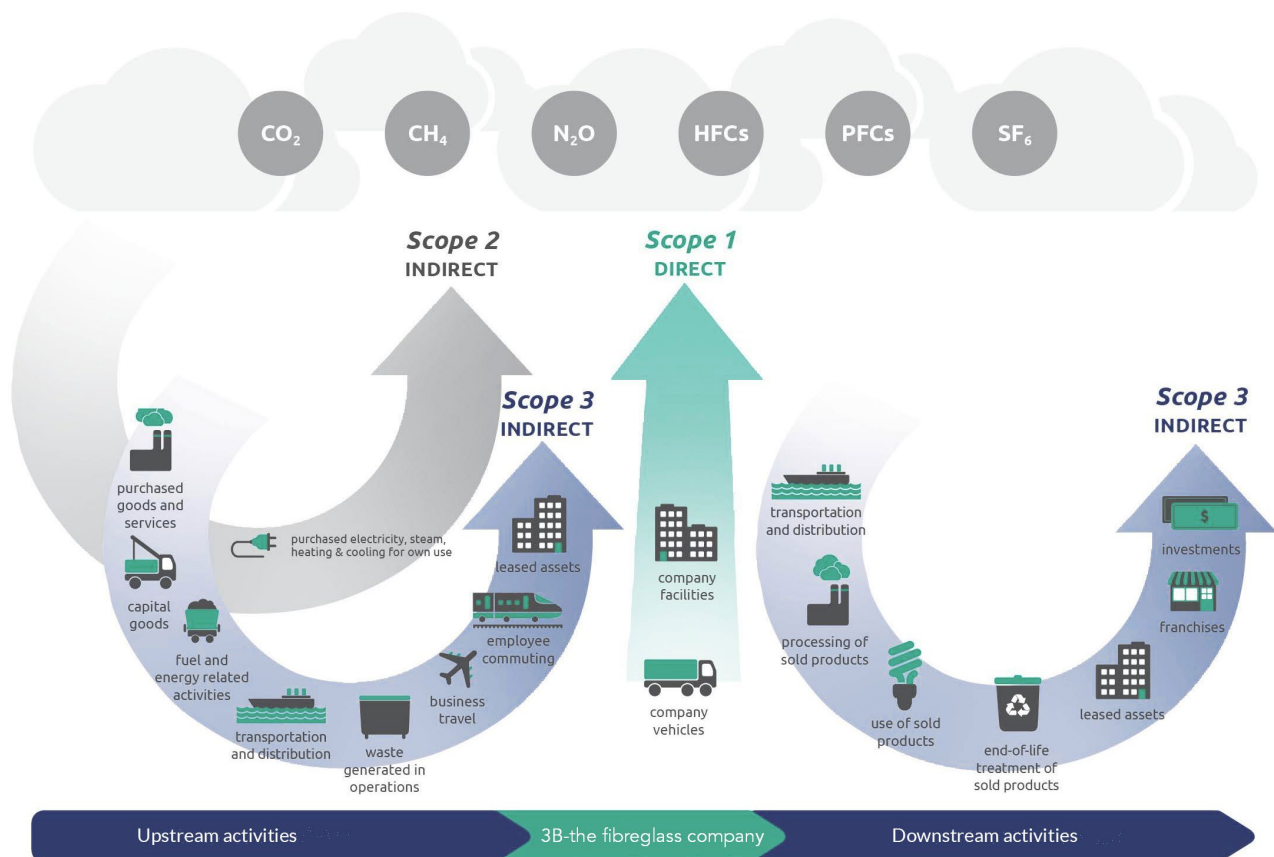 CO₂
CH₄
N₂O
HFCs
PFCs
SF₆
Scope 2
INDIRECT
Scope 1
DIRECT
Scope 3
INDIRECT
Scope 3
INDIRECT
purchased
goods and
services
capital
goods
fuel and
energy related
activities
transportation
and distribution
waste
generated in
operations
business
travel
employee
commuting
leased assets
purchased electricity, steam,
heating & cooling for own use
company
facilities
company
vehicles
transportation
and distribution
processing of
sold products
use of sold
products
end-of-life
treatment of
sold products
leased assets
franchises
investments
$
Upstream activities
3B-the fibreglass company
Downstream activities